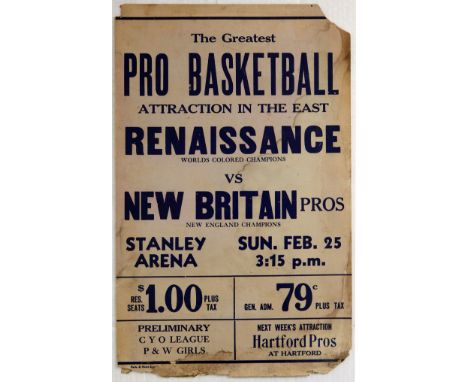 The Greatest
PRO BASKETBALL
ATTRACTION IN THE EAST
RENAISSANCE
WORLDS COLORED CHAMPIONS
VS
NEW BRITAIN PROS
NEW ENGLAND CHAMPIONS
STANLEY ARENA
SUN. FEB. 25
3:15 p.m.
$1.00 RES. SEATS PLUS TAX
GEN. ADM. 79c PLUS TAX
PRELIMINARY
C Y O LEAGUE
P & W GIRLS
NEXT WEEK'S ATTRACTION
Hartford Pros
AT HARTFORD